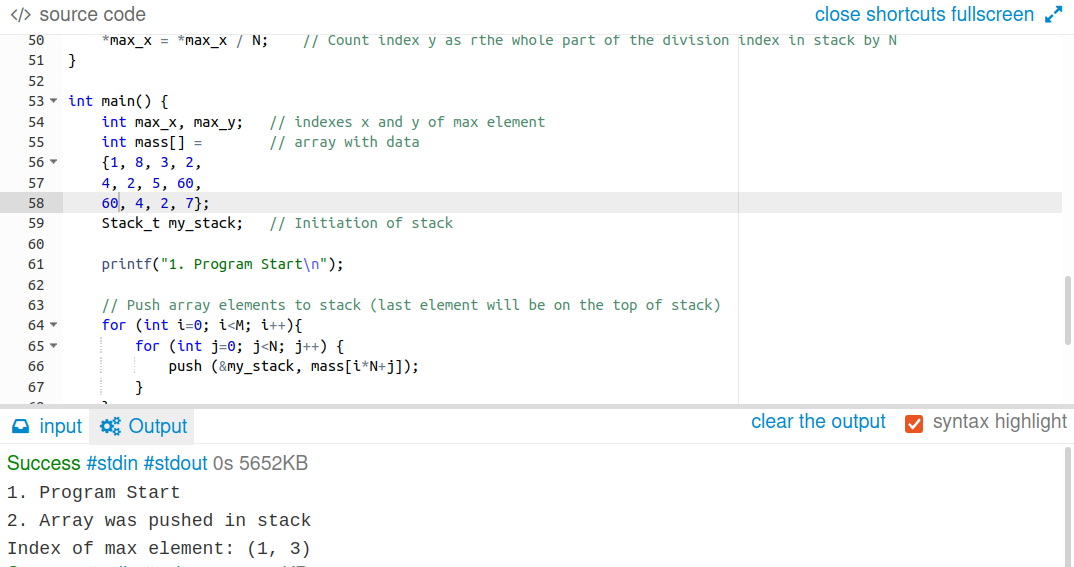 </> source code close shortcuts fullscreen
50 *max_x = *max_x / N; // Count index y as rthe whole part of the division index in stack by N
51 }
52
53 int main() {
54 int max_x, max_y; // indexes x and y of max element
55 int mass[] = // array with data
56 {1, 8, 3, 2,
57 4, 2, 5, 60,
58 60, 4, 2, 7};
59 Stack_t my_stack; // Initiation of stack
60
61 printf("1. Program Start\n");
62
63 // Push array elements to stack (last element will be on the top of stack)
64 for (int i=0; i<M; i++){
65 for (int j=0; j<N; j++) {
66 push (&my_stack, mass[i*N+j]);
67 }
input Output clear the output syntax highlight
Success #stdin #stdout 0s 5652KB
1. Program Start
2. Array was pushed in stack
Index of max element: (1, 3)